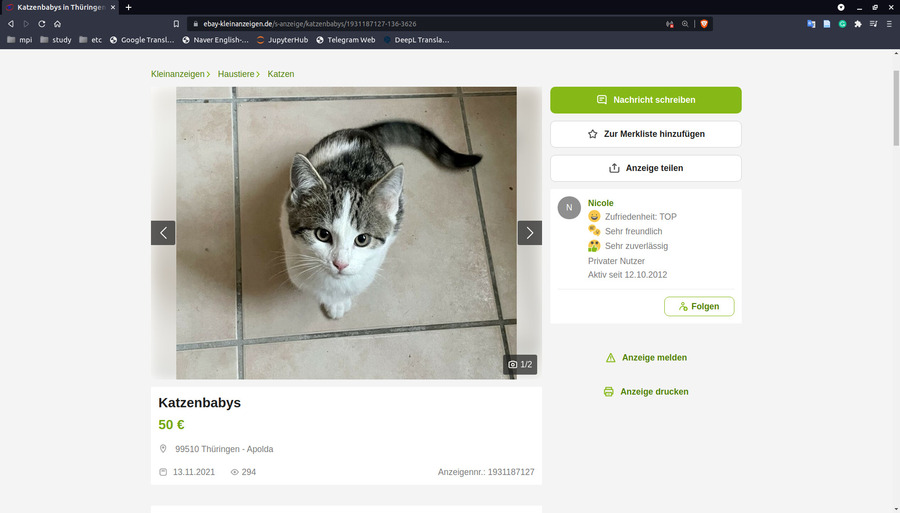 Katzenbabys in Thüringen
ebay-kleinanzeigen.de/s-anzeige/katzenbabys/1931187127-136-3626
mpi
study
etc
Google Transl...
Naver English-...
JupyterHub
Telegram Web
DeepL Transla...
Kleinanzeigen
Haustiere
Katzen
Nachricht schreiben
Zur Merkliste hinzufügen
Anzeige teilen
N
Nicole
Zufriedenheit: TOP
Sehr freundlich
Sehr zuverlässig
Privater Nutzer
Aktiv seit 12.10.2012
Folgen
1/2
Anzeige melden
Anzeige drucken
Katzenbabys
50 €
99510 Thüringen - Apolda
13.11.2021
294
Anzeigennr.: 1931187127